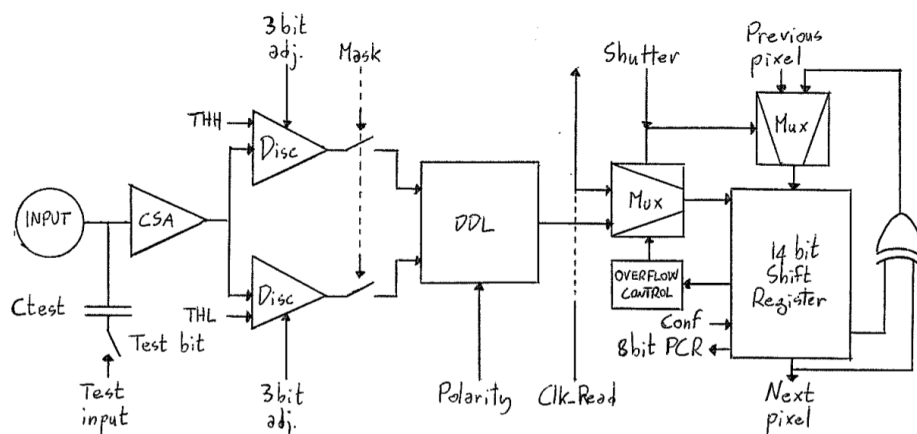 3bit
adj.
Mask
Shutter
Previous
pixel
THH
Disc
Mux
INPUT
CSA
DDL
Mux
14 bit
Shift
Register
OVERFLOW
CONTROL
Disc
Ctest
THL
Test bit
Conf
8bit PCR
Test
input
3bit
adj.
Polarity
Clk_Read
Next
pixel